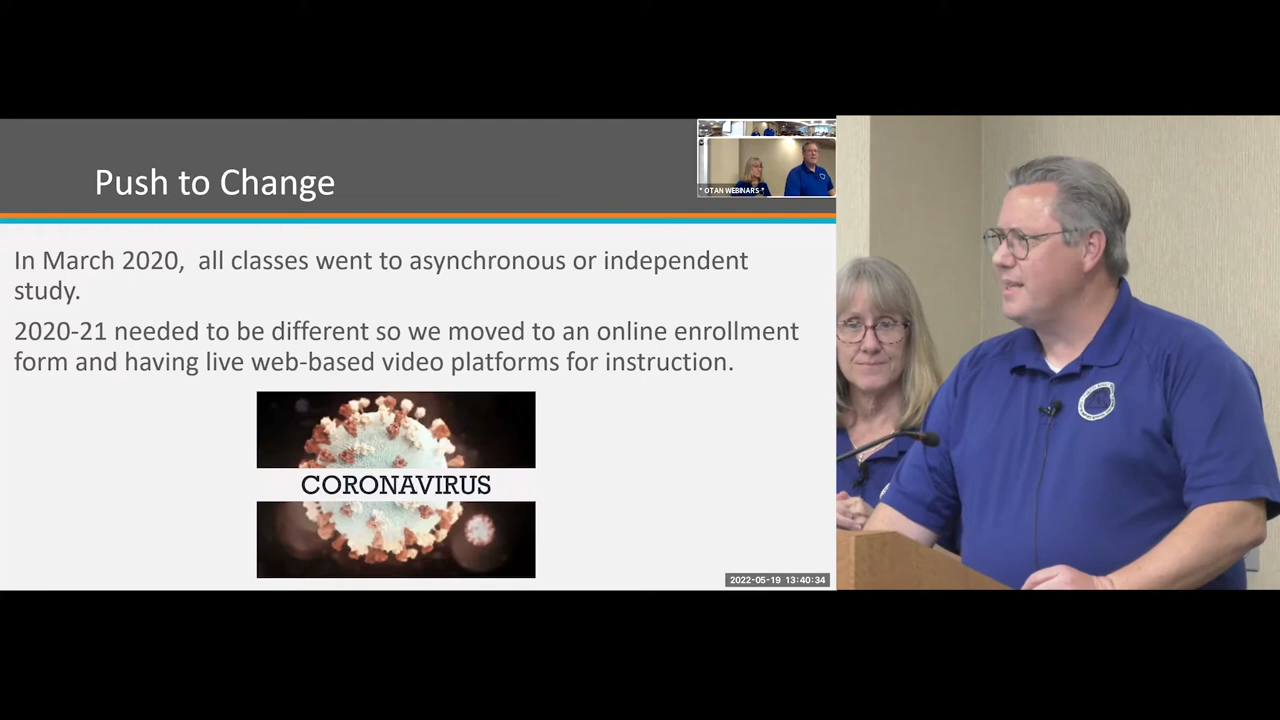 Push to Change
* OTAN WEBINARS *
In March 2020, all classes went to asynchronous or independent
study.
2020-21 needed to be different so we moved to an online enrollment
form and having live web-based video platforms for instruction.
CORONAVIRUS
2022-05-19 13:40:34